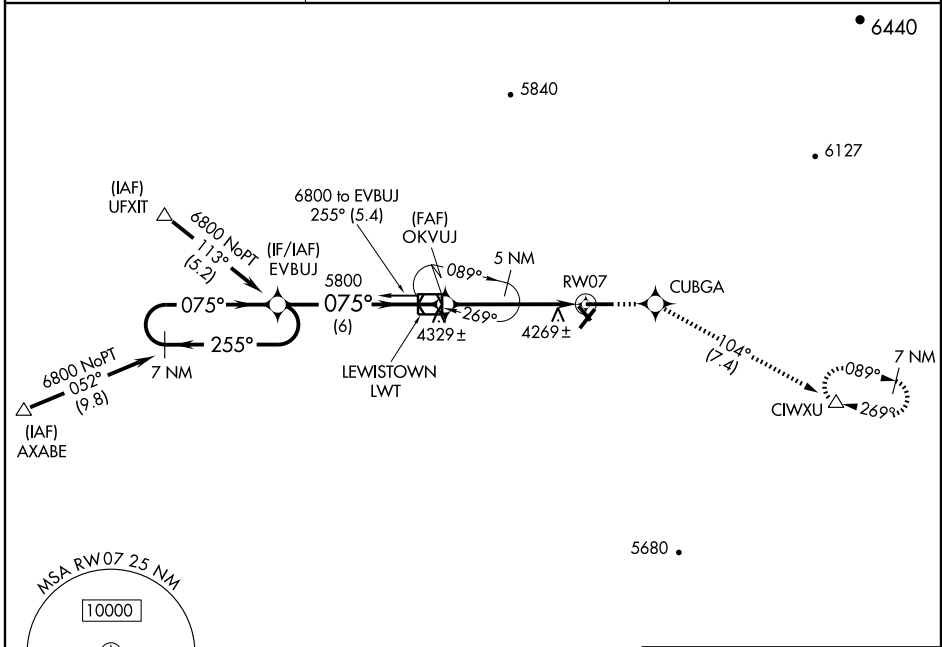 6440
5840
6127
(IAF)
UFXIT
6800 NoPT
113°
(5.2)
6800 to EVBUJ
255° (5.4)
(FAF)
OKVUJ
(IF/IAF)
EVBUJ
5800
075°
(6)
089°
5 NM
269°
RW07
CUBGA
075°
255°
7 NM
4329±
4269±
LEWISTOWN
LWT
104°
(7.4)
089°
7 NM
269°
CIWXU
6800 NoPT
052°
(9.8)
(IAF)
AXABE
5680
MSA RW07 25 NM
10000